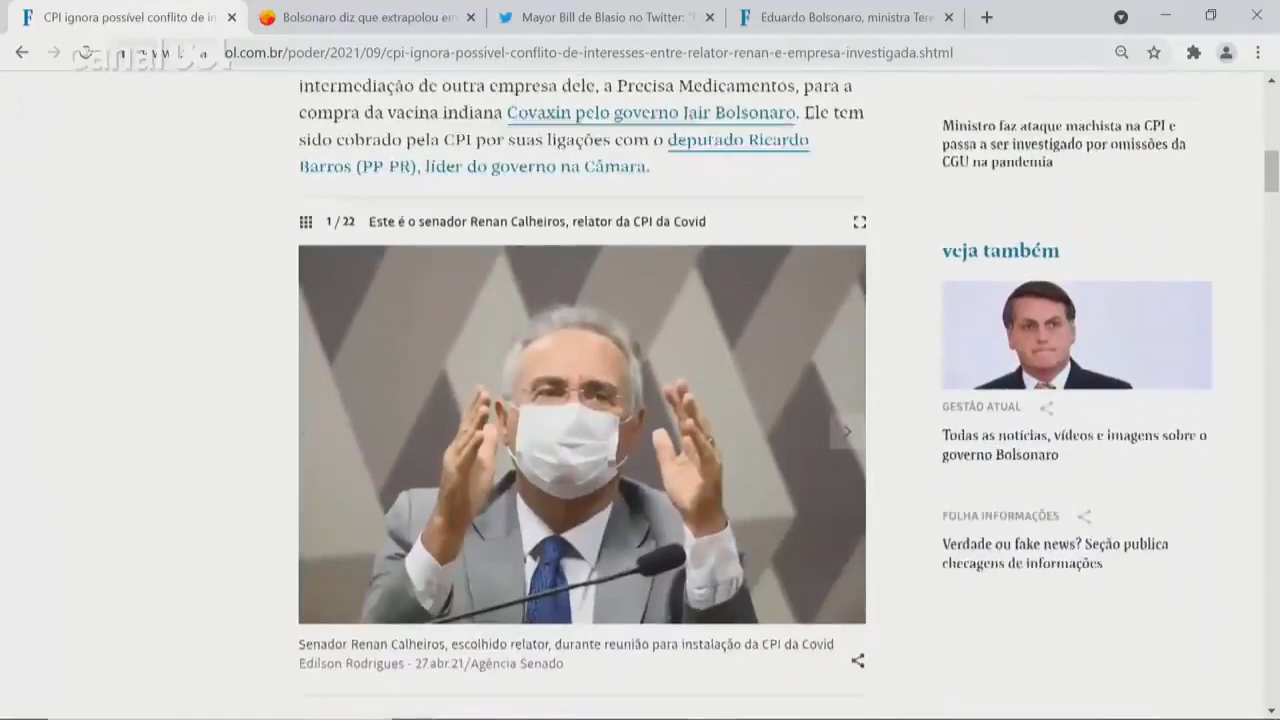 CPI ignora possível conflito de in
Bolsonaro diz que extrapolou em
Mayor Bill de Blasio no Twitter: "
Eduardo Bolsonaro, ministra Tere
ol.com.br/poder/2021/09/cpi-ignora-possivel-conflito-de-interesses-entre-relator-renan-e-empresa-investigada.shtml
intermediação de outra empresa dele, a Precisa Medicamentos, para a
compra da vacina indiana Covaxin pelo governo Jair Bolsonaro. Ele tem
sido cobrado pela CPI por suas ligações com o deputado Ricardo
Barros (PP-PR), líder do governo na Câmara.
1 / 22 Este é o senador Renan Calheiros, relator da CPI da Covid
Senador Renan Calheiros, escolhido relator, durante reunião para instalação da CPI da Covid
Edilson Rodrigues - 27.abr.21/Agência Senado
Ministro faz ataque machista na CPI e
passa a ser investigado por omissões da
CGU na pandemia
veja também
GESTÃO ATUAL
Todas as notícias, vídeos e imagens sobre o
governo Bolsonaro
FOLHA INFORMAÇÕES
Verdade ou fake news? Seção publica
checagens de informações